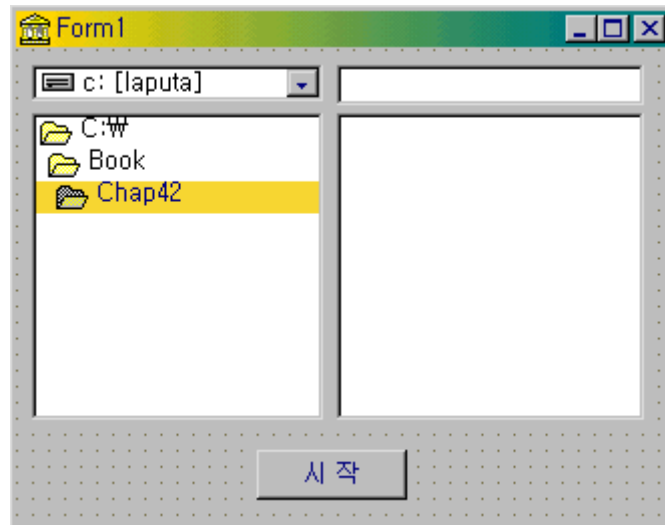 Form1
c: [laputa]
C:₩
Book
Chap42
시 작